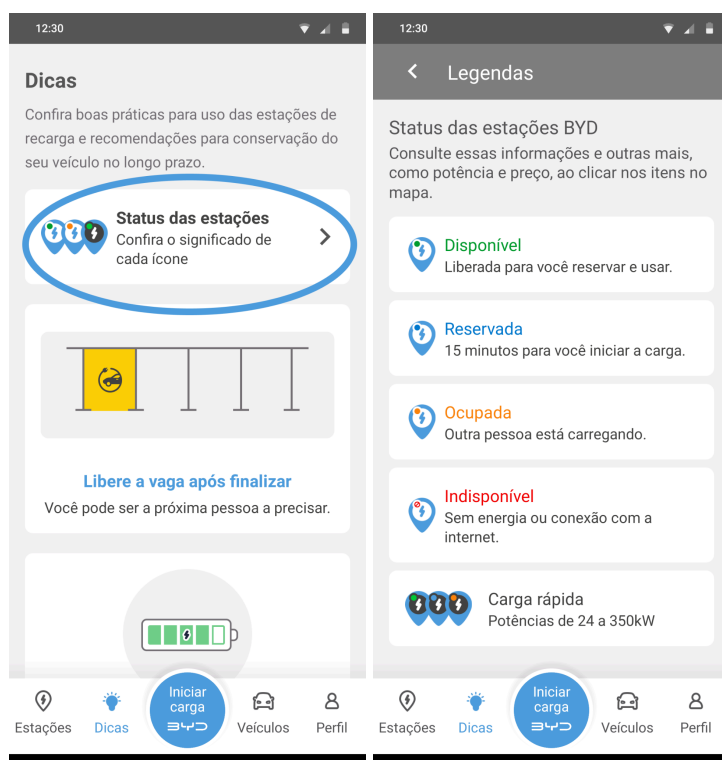 12:30
Dicas
Confira boas práticas para uso das estações de
recarga e recomendações para conservação do
seu veículo no longo prazo.
Status das estações
Confira o significado de
cada ícone
Libere a vaga após finalizar
Você pode ser a próxima pessoa a precisar.
Iniciar
carga
BYD
Estações
Dicas
Veículos
Perfil
12:30
Legendas
Status das estações BYD
Consulte essas informações e outras mais,
como potência e preço, ao clicar nos itens no
mapa.
Disponível
Liberada para você reservar e usar.
Reservada
15 minutos para você iniciar a carga.
Ocupada
Outra pessoa está carregando.
Indisponível
Sem energia ou conexão com a
internet.
Carga rápida
Potências de 24 a 350kW
Iniciar
carga
BYD
Estações
Dicas
Veículos
Perfil